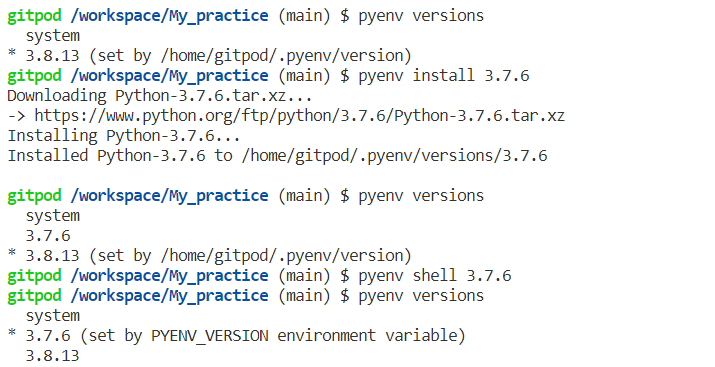 gitpod /workspace/My_practice (main) $ pyenv versions
  system
* 3.8.13 (set by /home/gitpod/.pyenv/version)
gitpod /workspace/My_practice (main) $ pyenv install 3.7.6
Downloading Python-3.7.6.tar.xz...
-> https://www.python.org/ftp/python/3.7.6/Python-3.7.6.tar.xz
Installing Python-3.7.6...
Installed Python-3.7.6 to /home/gitpod/.pyenv/versions/3.7.6

gitpod /workspace/My_practice (main) $ pyenv versions
  system
  3.7.6
* 3.8.13 (set by /home/gitpod/.pyenv/version)
gitpod /workspace/My_practice (main) $ pyenv shell 3.7.6
gitpod /workspace/My_practice (main) $ pyenv versions
  system
* 3.7.6 (set by PYENV_VERSION environment variable)
  3.8.13